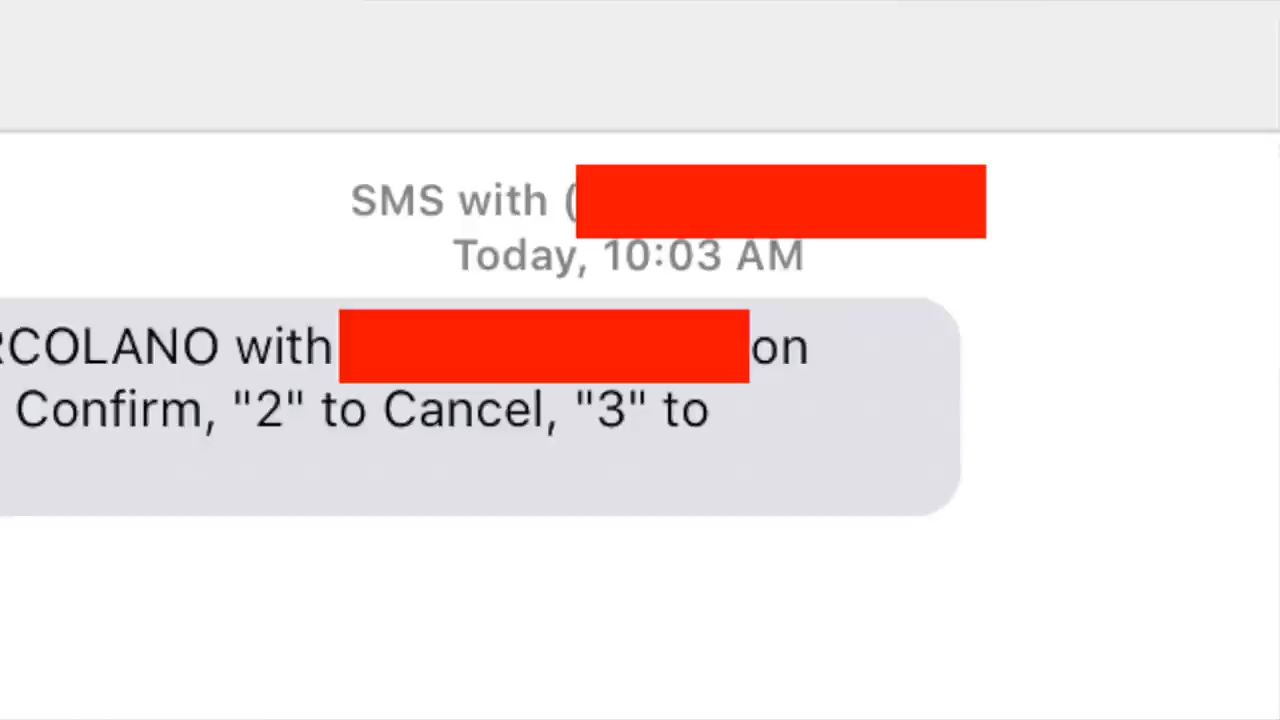 SMS with (
Today, 10:03 AM
RCOLANO with on
Confirm, "2" to Cancel, "3" to